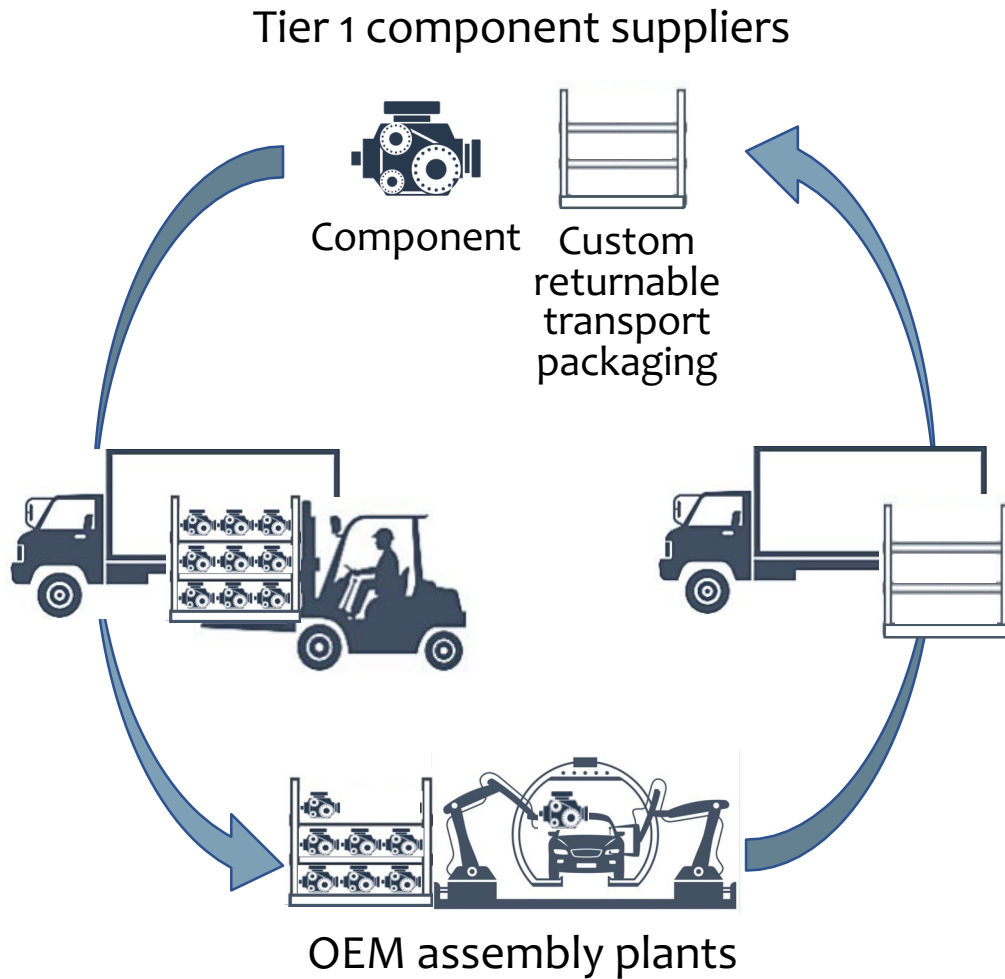 Tier 1 component suppliers
Component
Custom
returnable
transport
packaging
OEM assembly plants